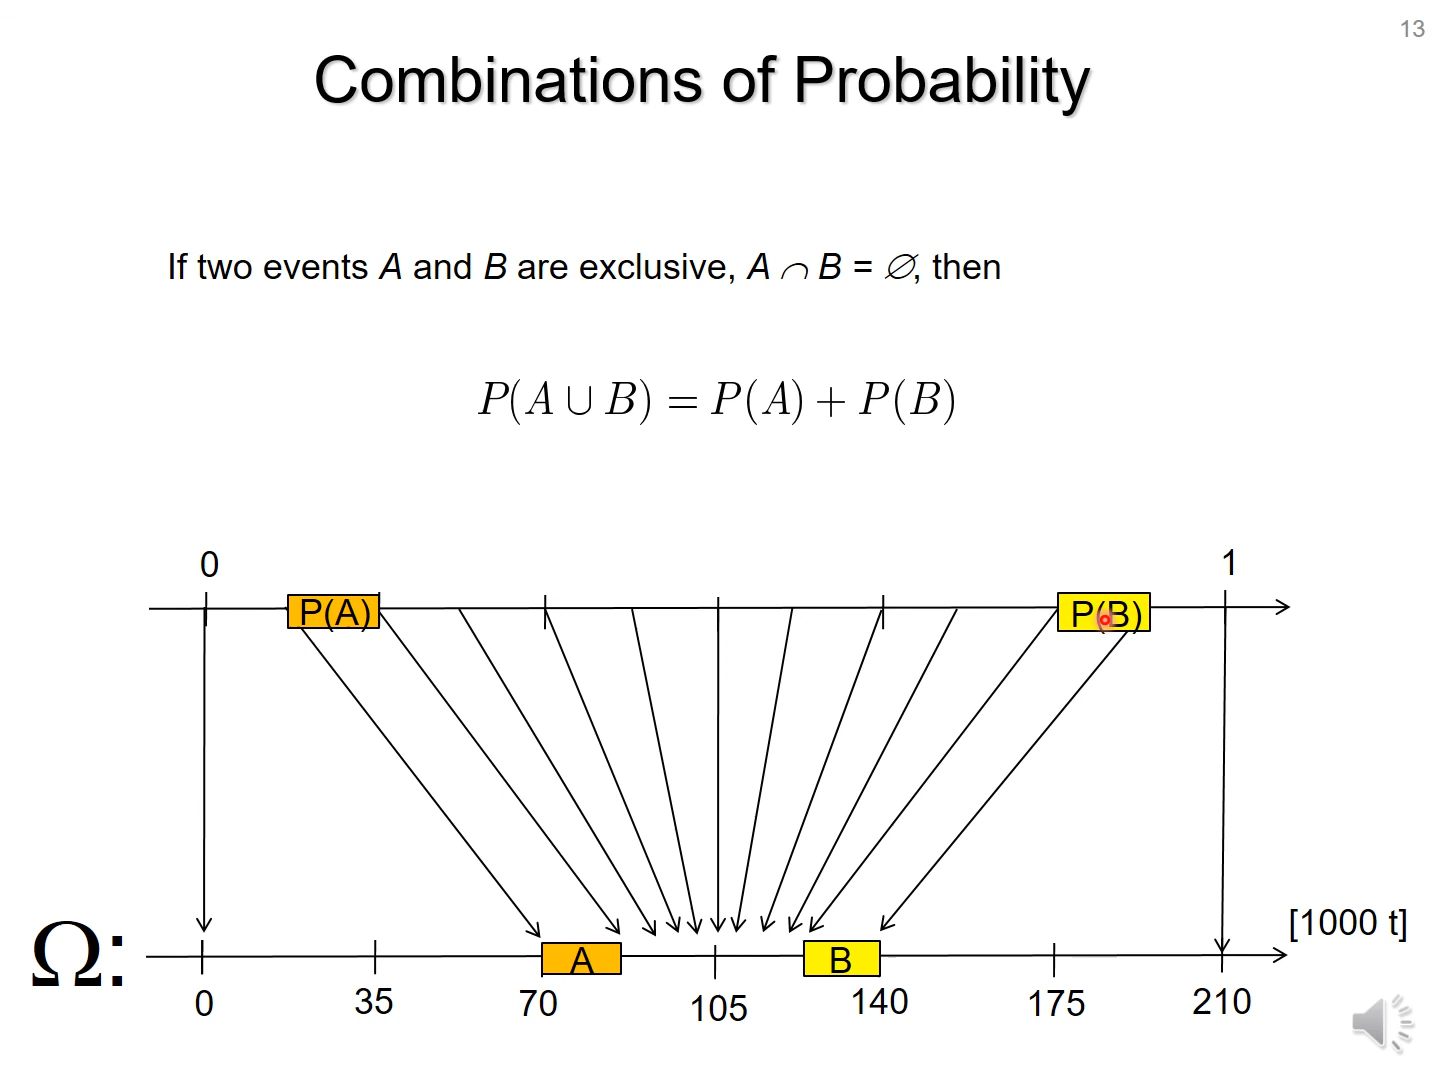 13
Combinations of Probability
If two events A and B are exclusive, A ∩ B = ∅, then
P(A ∪ B) = P(A) + P(B)
0 1
P(A) P(B)
[1000 t]
Ω: A B
0 35 70 105 140 175 210